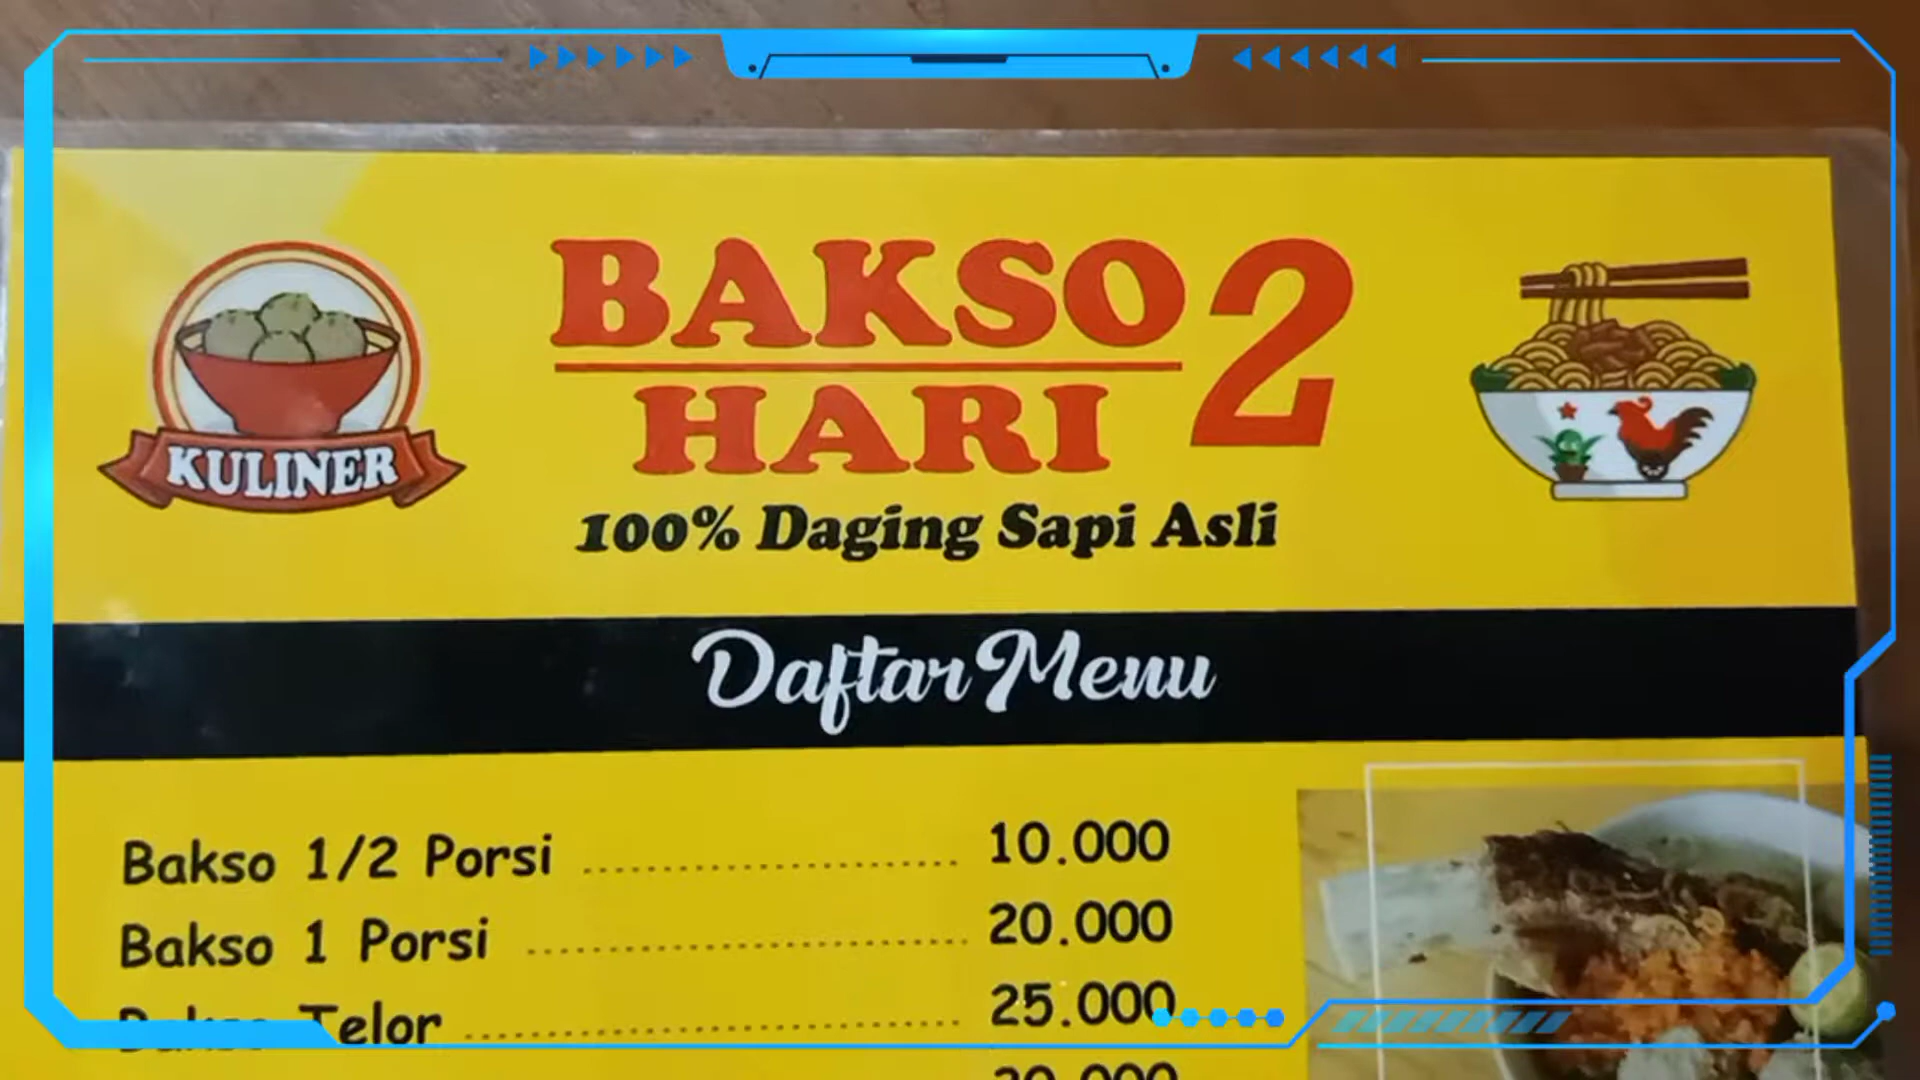 KULINER
BAKSO 2
HARI
100% Daging Sapi Asli
Daftar Menu
Bakso 1/2 Porsi 10.000
Bakso 1 Porsi 20.000
Bakso Telor 25.000